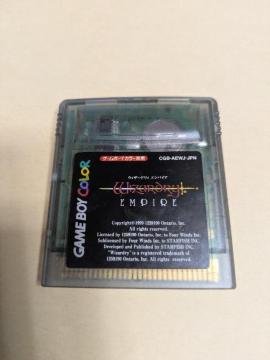 ゲームボーイカラー専用
CGB-AEWJ-JPN
ウィザードリィ エンパイア
Wizardry
EMPIRE
Copyright©1999 1259190 Ontario, Inc.
All rights reserved.
Licensed by 1259190 Ontario, Inc. to Four Winds Inc.
Sublicensed by Four Winds Inc. to STARFISH INC.
Developed and Published by STARFISH INC.
"Wizardry" is a registered trademark of
1259190 Ontario, Inc. All rights reserved.
GAME BOY COLOR